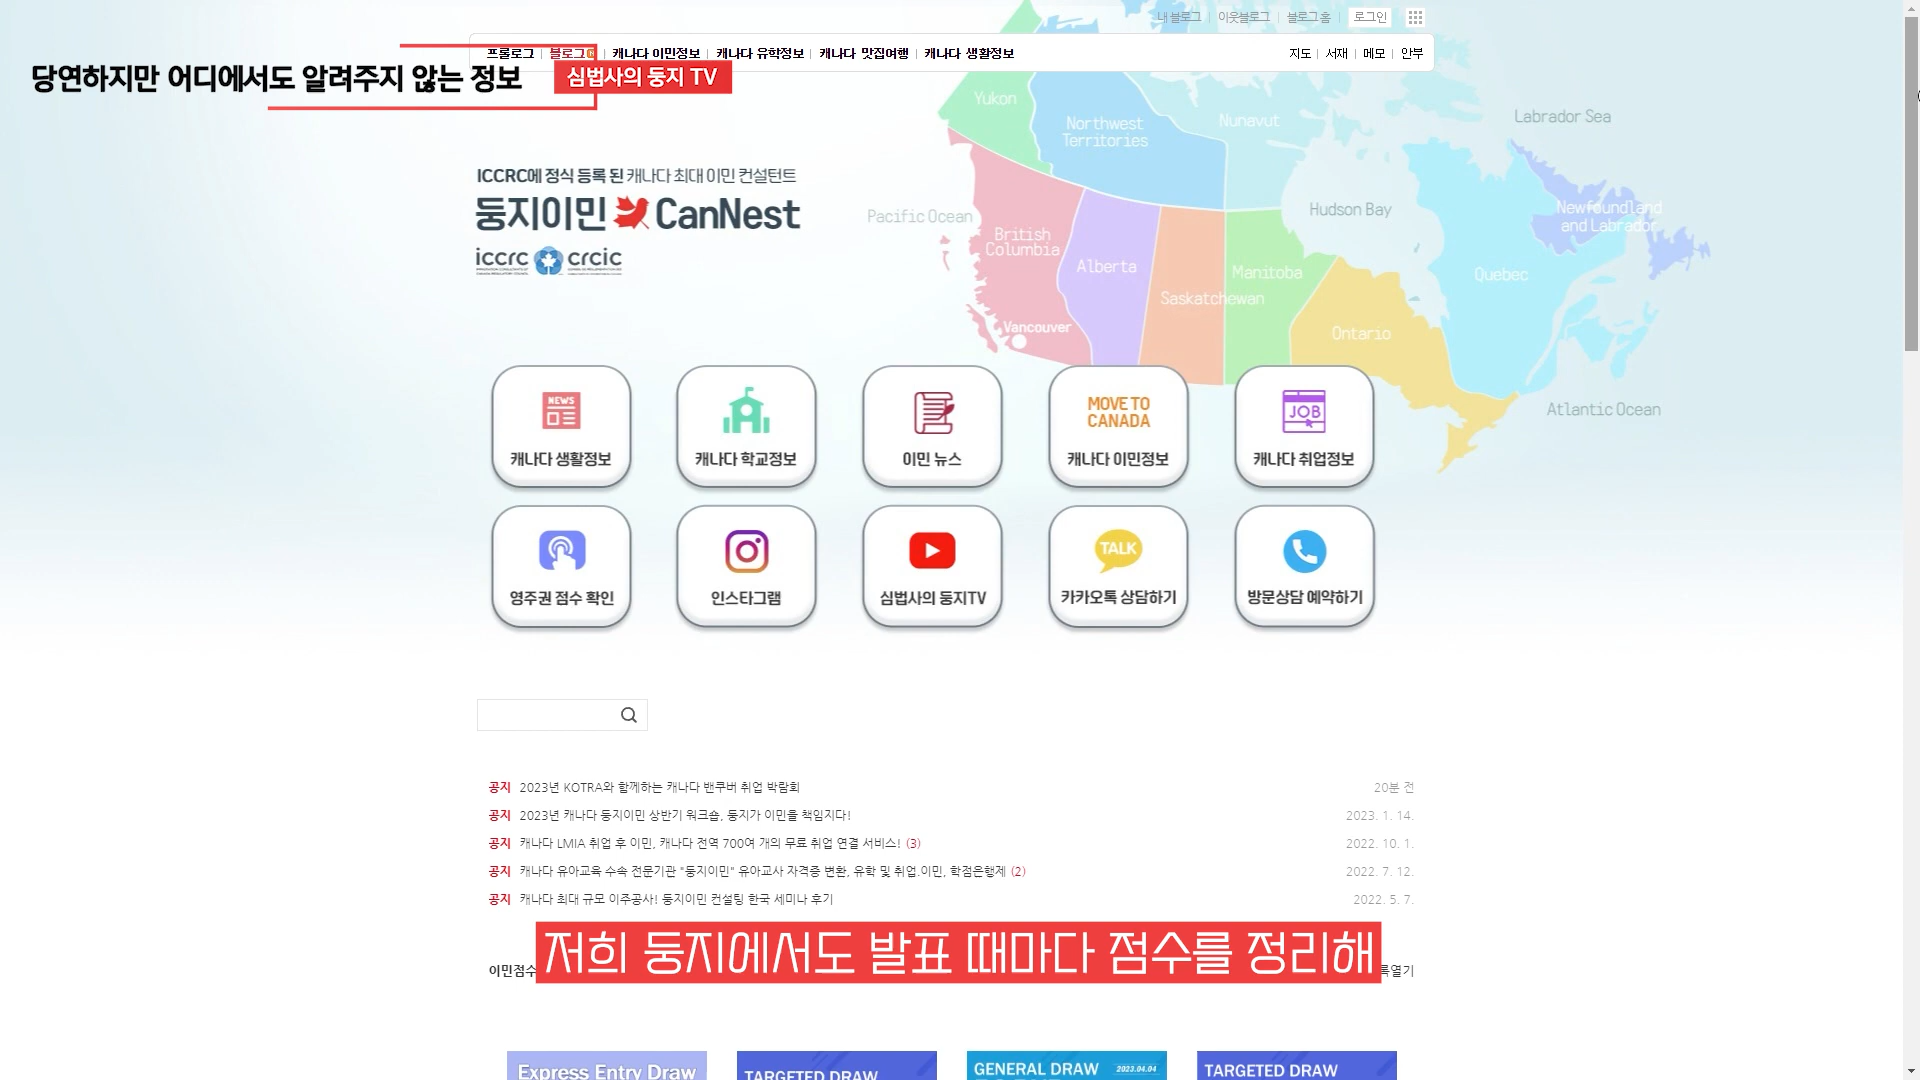 내 블로그 이웃블로그 블로그 홈 로그인
프롤로그 블로그 캐나다 이민정보 캐나다 유학정보 캐나다 맛집여행 캐나다 생활정보 지도 서재 메모 안부
당연하지만 어디에서도 알려주지 않는 정보 심법사의 둥지 TV
Yukon
Northwest
Territories
Nunavut
Labrador Sea
ICCRC에 정식 등록 된 캐나다 최대 이민 컨설턴트
둥지이민 CanNest
iccrc crcic
Pacific Ocean
British
Columbia
Alberta
Saskatchewan
Manitoba
Hudson Bay
Ontario
Quebec
Newfoundland
and Labrador
Vancouver
Atlantic Ocean
NEWS
캐나다 생활정보
캐나다 학교정보
이민 뉴스
MOVE TO
CANADA
캐나다 이민정보
JOB
캐나다 취업정보
영주권 점수 확인
인스타그램
심법사의 둥지TV
TALK
카카오톡 상담하기
방문상담 예약하기
공지 2023년 KOTRA와 함께하는 캐나다 밴쿠버 취업 박람회 20분 전
공지 2023년 캐나다 둥지이민 상반기 워크숍, 둥지가 이민을 책임지다! 2023. 1. 14.
공지 캐나다 LMIA 취업 후 이민, 캐나다 전역 700여 개의 무료 취업 연결 서비스! (3) 2022. 10. 1.
공지 캐나다 유아교육 수속 전문기관 "둥지이민" 유아교사 자격증 변환, 유학 및 취업.이민, 학점은행제 (2) 2022. 7. 12.
공지 캐나다 최대 규모 이주공사! 둥지이민 컨설팅 한국 세미나 후기 2022. 5. 7.
저희 둥지에서도 발표 때마다 점수를 정리해
이민점수 록열기
Express Entry Draw
TARGETED DRAW
GENERAL DRAW 2023.04.04
TARGETED DRAW